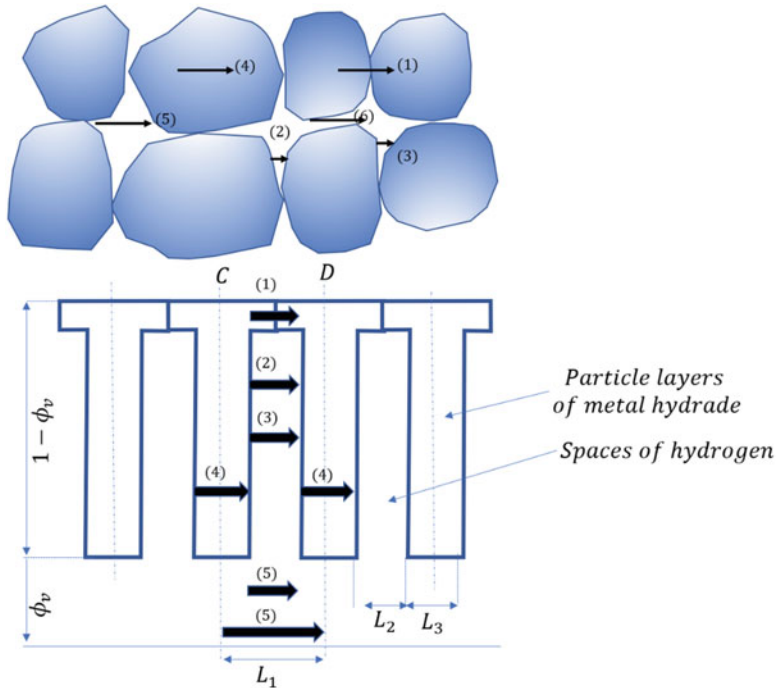 (4)
(1)
(5)
(6)
(2)
(3)
C
D
(1)
(2)
(3)
(4)
(4)
1 − ϕᵥ
Particle layers
of metal hydrade
Spaces of hydrogen
(5)
(5)
ϕᵥ
L₂
L₃
L₁